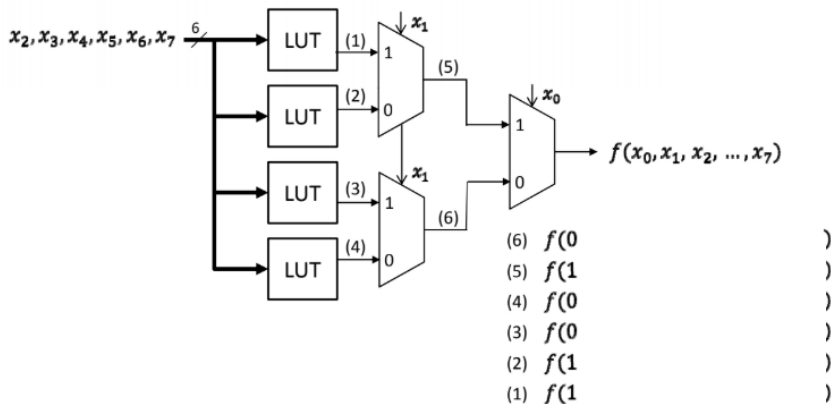 6
x₂,x₃,x₄,x₅,x₆,x₇
LUT
(1)
1
x₁
(5)
LUT
(2)
0
x₀
1
f(x₀,x₁,x₂, …,x₇)
0
x₁
LUT
(3)
1
(6)
LUT
(4)
0
(6) f(0 )
(5) f(1 )
(4) f(0 )
(3) f(0 )
(2) f(1 )
(1) f(1 )